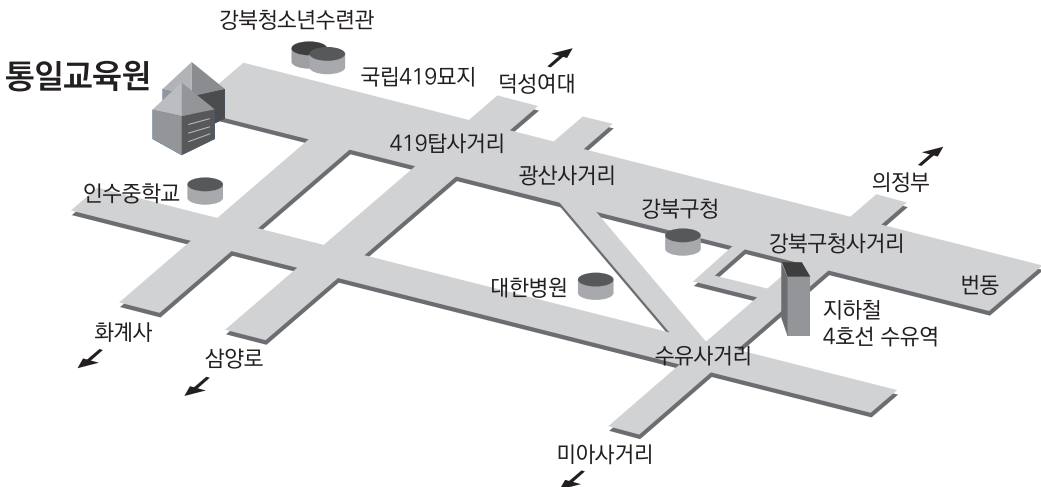 강북청소년수련관
통일교육원
국립419묘지
덕성여대
419탑사거리
광산사거리
의정부
인수중학교
강북구청
강북구청사거리
대한병원
번동
지하철
4호선 수유역
화계사
삼양로
수유사거리
미아사거리